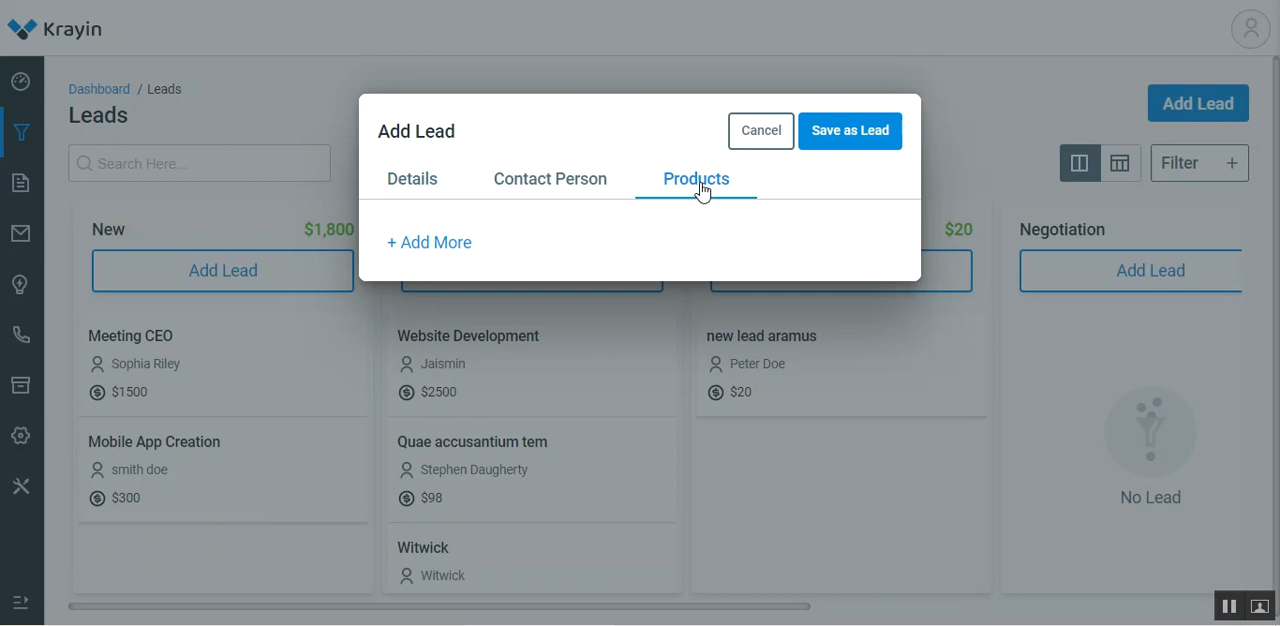 Krayin
Dashboard / Leads
Leads
Add Lead
Search Here...
Filter +
Add Lead
Cancel
Save as Lead
Details
Contact Person
Products
+ Add More
New
$1,800
Add Lead
Meeting CEO
Sophia Riley
$1500
Mobile App Creation
smith doe
$300
Website Development
Jaismin
$2500
Quae accusantium tem
Stephen Daugherty
$98
Witwick
Witwick
$20
new lead aramus
Peter Doe
$20
Negotiation
Add Lead
No Lead